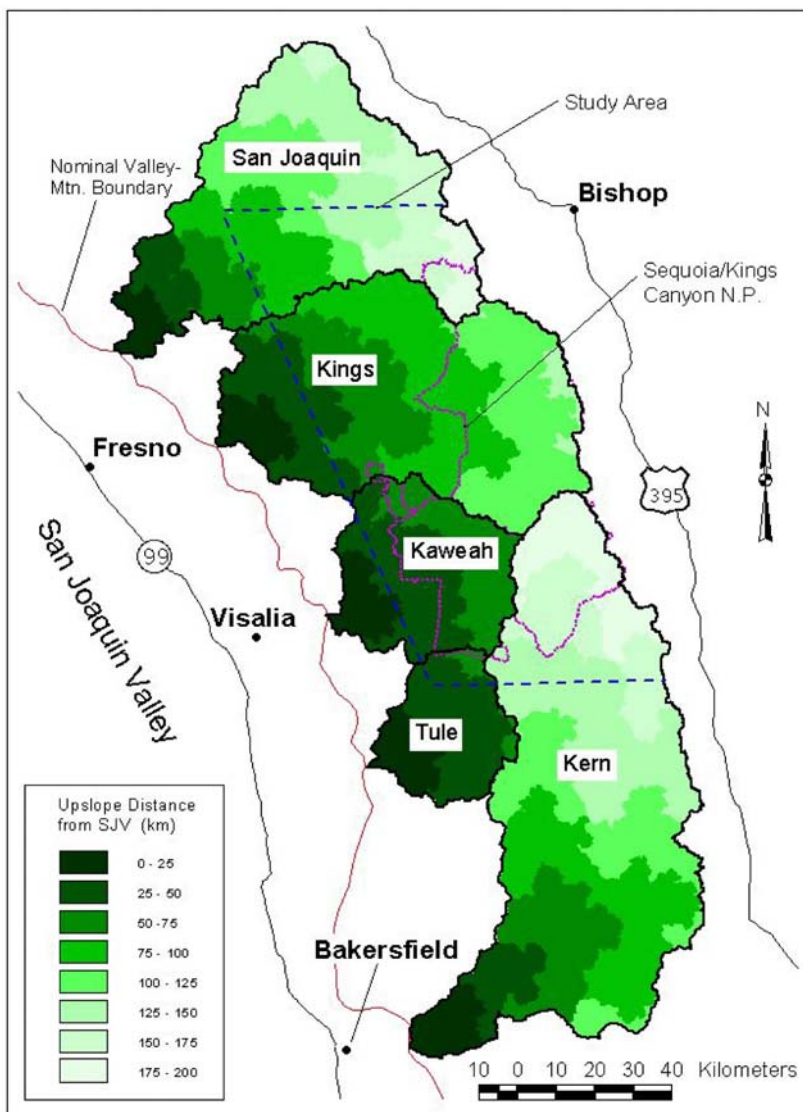 Study Area
San Joaquin
Nominal Valley-
Mtn. Boundary
Bishop
Sequoia/Kings
Canyon N.P.
Kings
N
Fresno
395
San Joaquin Valley
99
Kaweah
Visalia
Tule
Kern
Upslope Distance
from SJV (km)
0 - 25
25 - 50
50 -75
75 - 100
100 - 125
125 - 150
150 - 175
175 - 200
Bakersfield
10 0 10 20 30 40 Kilometers